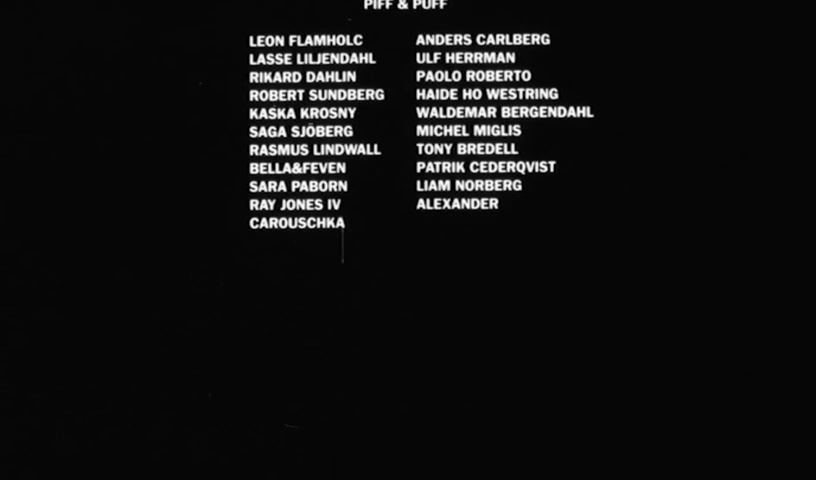 PIFF & PUFF
LEON FLAMHOLC
LASSE LILJENDAHL
RIKARD DAHLIN
ROBERT SUNDBERG
KASKA KROSNY
SAGA SJÖBERG
RASMUS LINDWALL
BELLA&FEVEN
SARA PABORN
RAY JONES IV
CAROUSCHKA
ANDERS CARLBERG
ULF HERRMAN
PAOLO ROBERTO
HAIDE HO WESTRING
WALDEMAR BERGENDAHL
MICHEL MIGLIS
TONY BREDELL
PATRIK CEDERQVIST
LIAM NORBERG
ALEXANDER